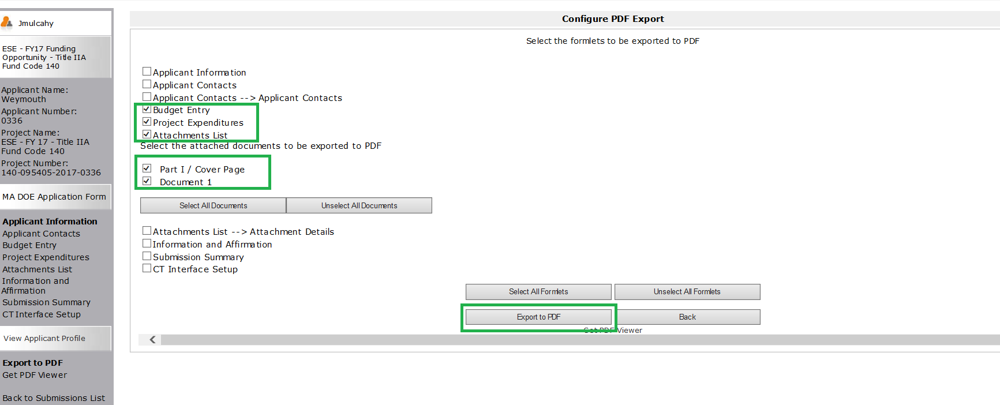 Jmulcahy
ESE - FY17 Funding
Opportunity - Title IIA
Fund Code 140
Applicant Name:
Weymouth
Applicant Number:
0336
Project Name:
ESE - FY 17 - Title IIA
Fund Code 140
Project Number:
140-095405-2017-0336
MA DOE Application Form
Applicant Information
Applicant Contacts
Budget Entry
Project Expenditures
Attachments List
Information and
Affirmation
Submission Summary
CT Interface Setup
View Applicant Profile
Export to PDF
Get PDF Viewer
Back to Submissions List
Configure PDF Export
Select the formlets to be exported to PDF
Applicant Information
Applicant Contacts
Applicant Contacts --> Applicant Contacts
Budget Entry
Project Expenditures
Attachments List
Select the attached documents to be exported to PDF
Part I / Cover Page
Document 1
Select All Documents
Unselect All Documents
Attachments List --> Attachment Details
Information and Affirmation
Submission Summary
CT Interface Setup
Select All Formlets
Unselect All Formlets
Export to PDF
Back
Get PDF Viewer